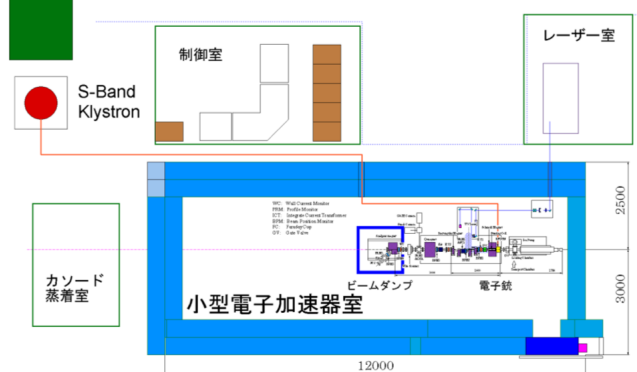 制御室
レーザー室
S-Band
Klystron
2500
WC: Wall Current Monitor
PRM: Profile Monitor
ICT: Integrate Current Transformer
BPM: Beam Position Monitor
FC: Faraday Cup
GV: Gate Valve
カソード
蒸着室
ビームダンプ
電子銃
3000
小型電子加速器室
12000